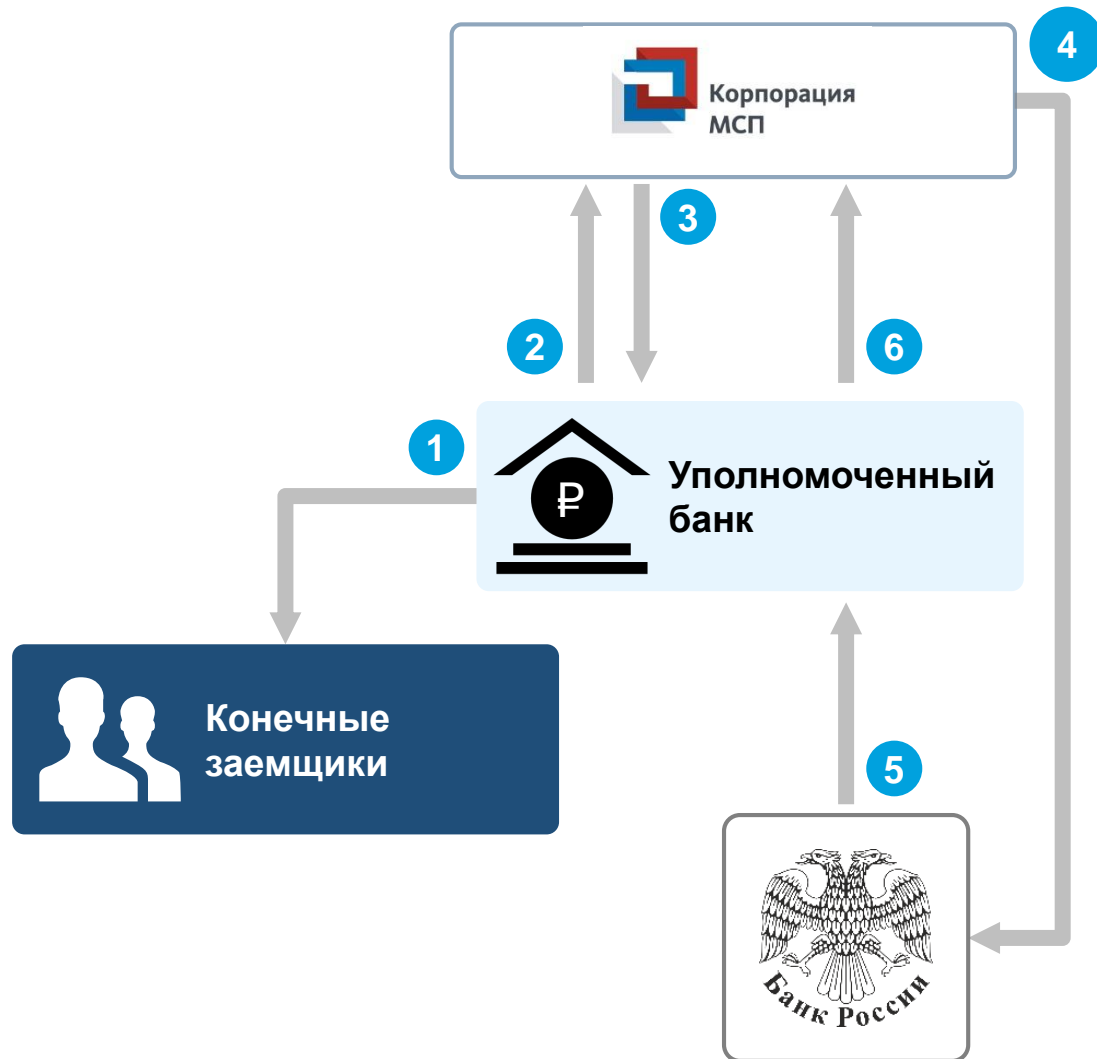 4
Корпорация
МСП
3
2
6
1
₽
Уполномоченный
банк
Конечные
заемщики
5
Банк России